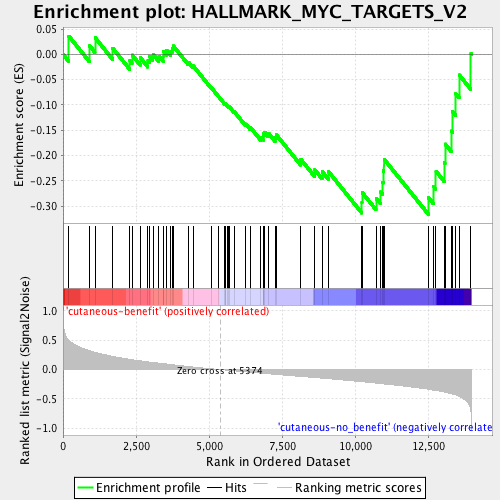 Enrichment plot: HALLMARK_MYC_TARGETS_V2
Enrichment score (ES)
0.05
0.00
-0.05
-0.10
-0.15
-0.20
-0.25
-0.30
'cutaneous-benefit' (positively correlated)
Ranked list metric (Signal2Noise)
1.0
0.5
0.0
-0.5
-1.0
Zero cross at 5374
'cutaneous-no_benefit' (negatively correlate
0
2,500
5,000
7,500
10,000
12,500
Rank in Ordered Dataset
Enrichment profile
Hits
Ranking metric scores